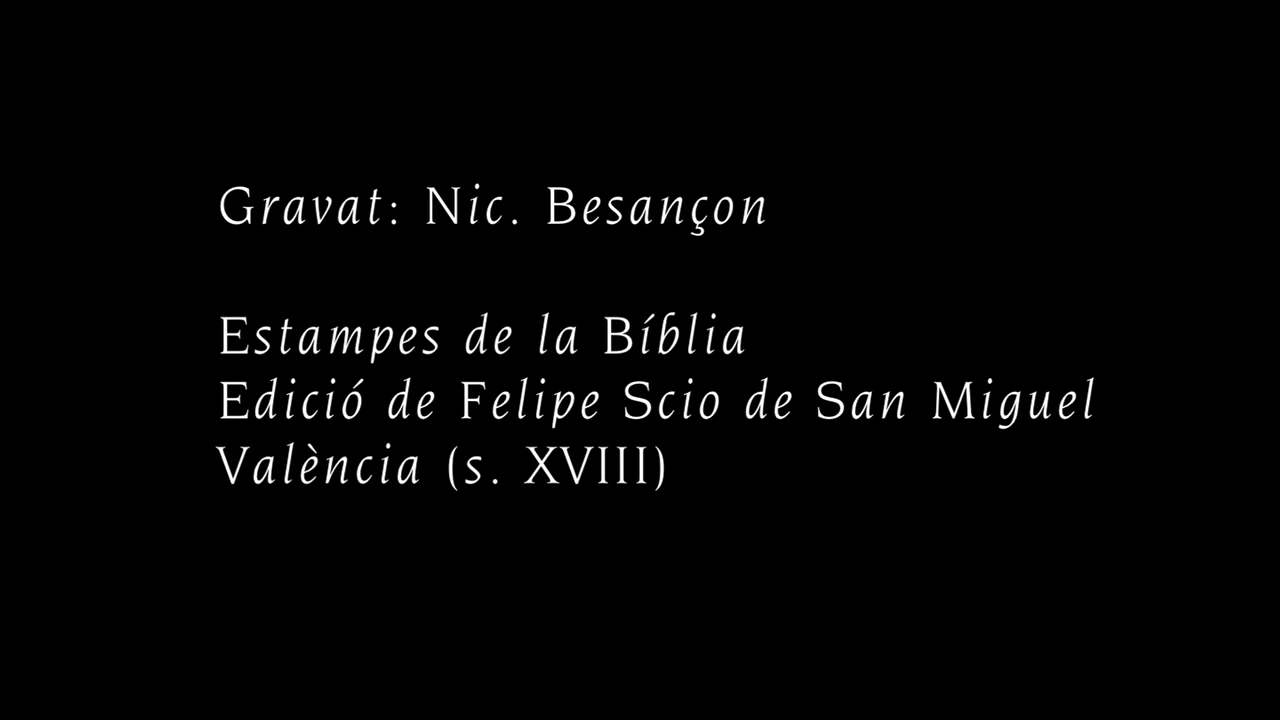 Gravat: Nic. Besançon
Estampes de la Bíblia
Edició de Felipe Scio de San Miguel
València (s. XVIII)